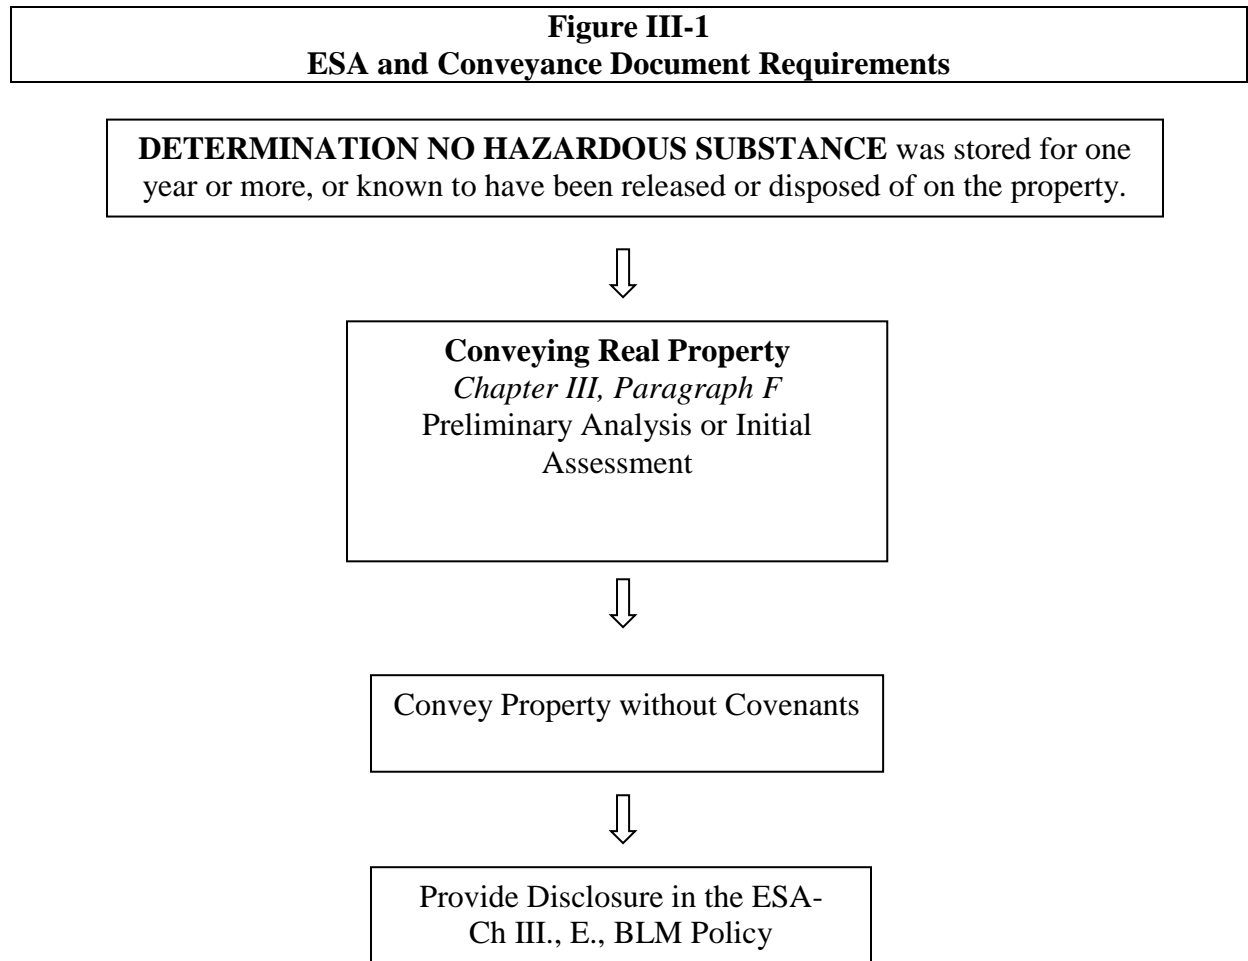 Figure III-1
ESA and Conveyance Document Requirements
DETERMINATION NO HAZARDOUS SUBSTANCE was stored for one
year or more, or known to have been released or disposed of on the property.
Conveying Real Property
Chapter III, Paragraph F
Preliminary Analysis or Initial
Assessment
Convey Property without Covenants
Provide Disclosure in the ESA-
Ch III., E., BLM Policy